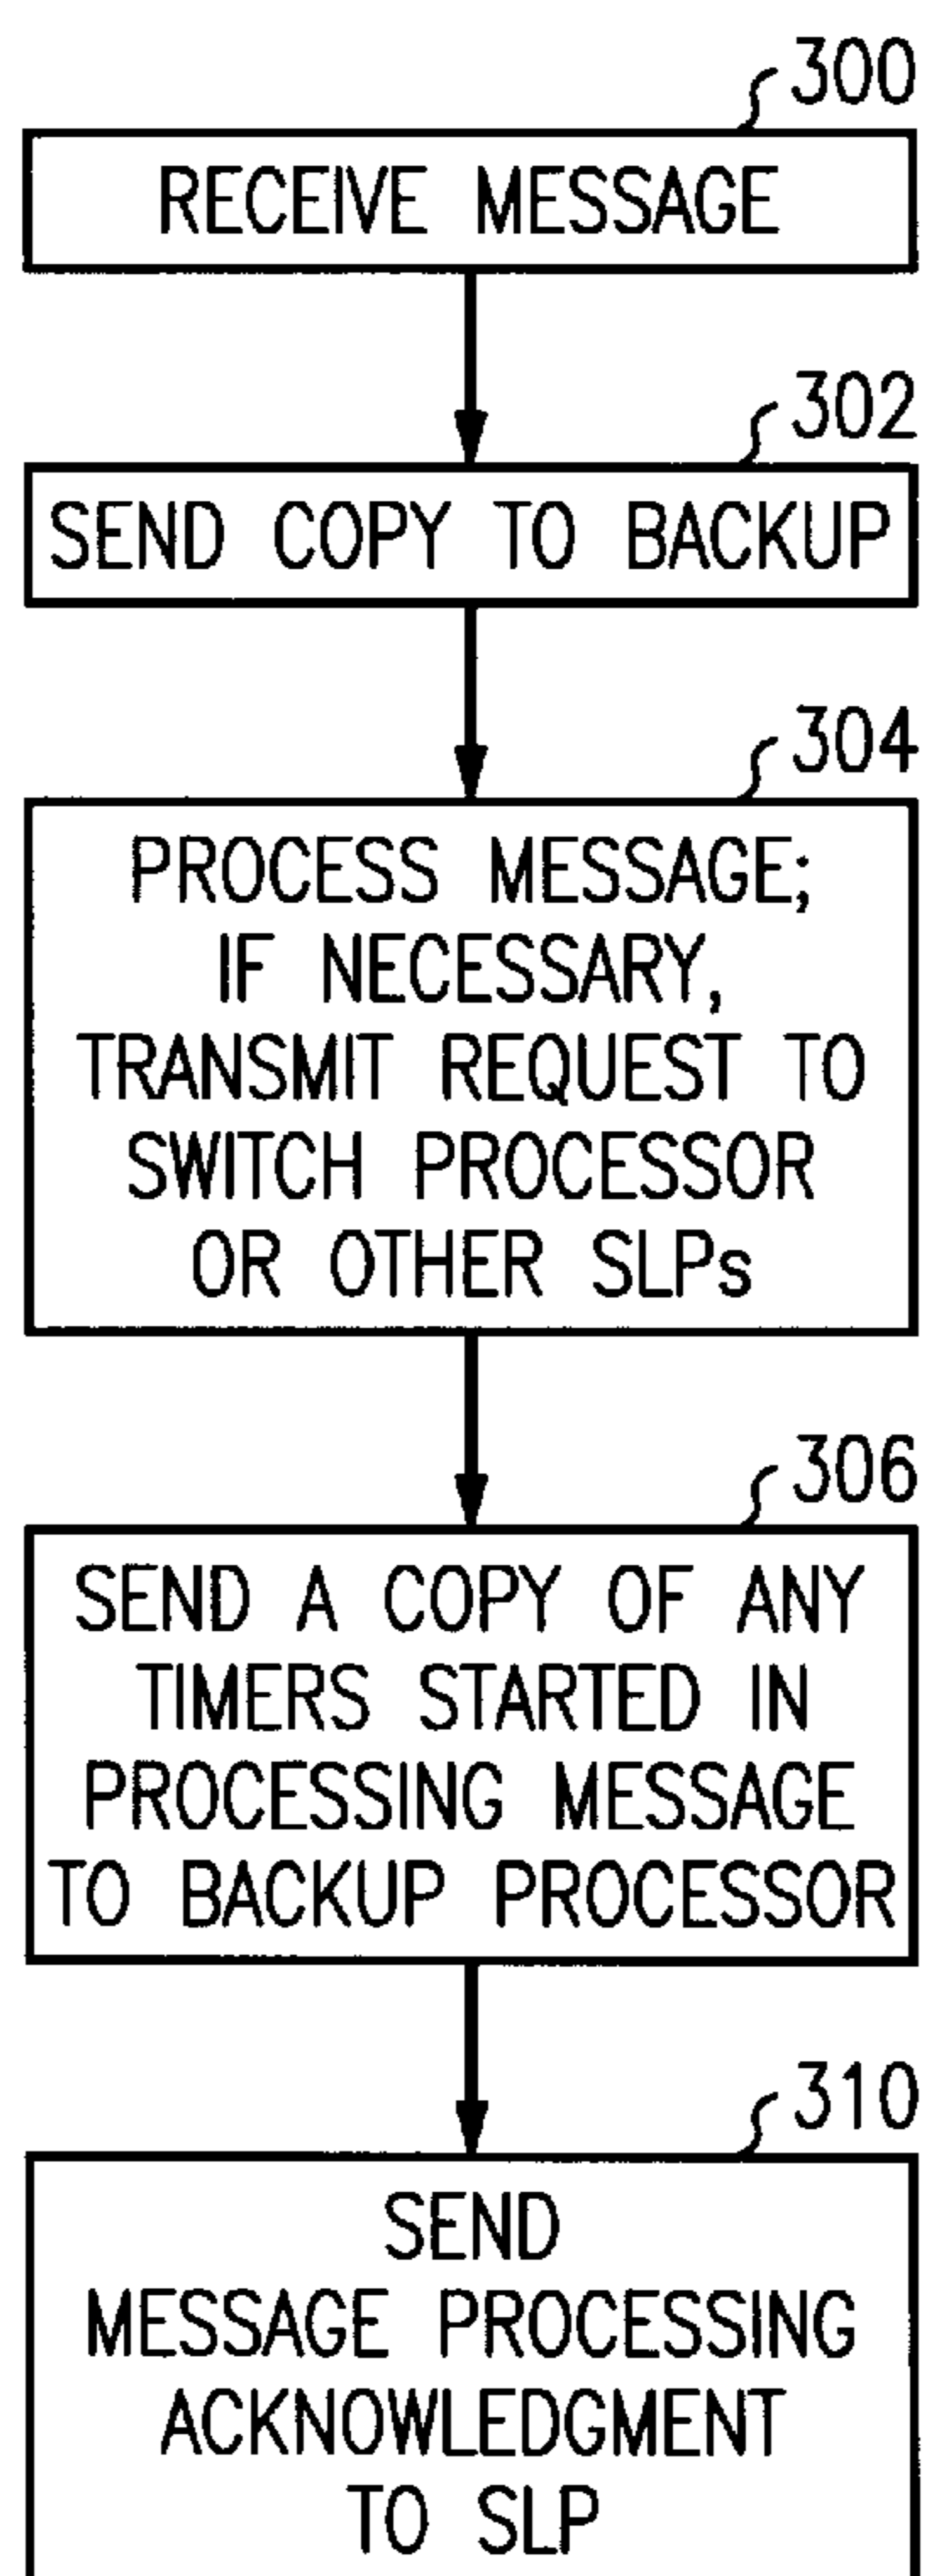 300
RECEIVE MESSAGE
302
SEND COPY TO BACKUP
304
PROCESS MESSAGE;
IF NECESSARY,
TRANSMIT REQUEST TO
SWITCH PROCESSOR
OR OTHER SLPs
306
SEND A COPY OF ANY
TIMERS STARTED IN
PROCESSING MESSAGE
TO BACKUP PROCESSOR
310
SEND
MESSAGE PROCESSING
ACKNOWLEDGMENT
TO SLP